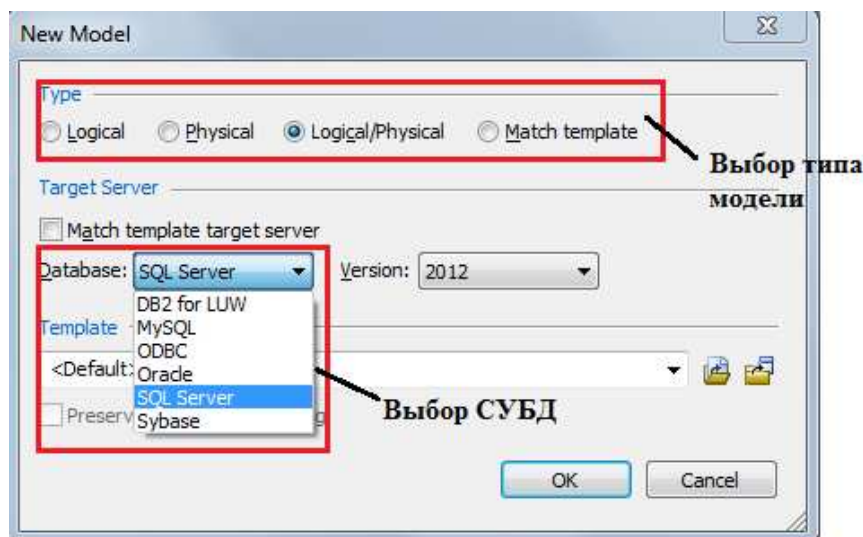 New Model
Type
Logical Physical Logical/Physical Match template
Выбор типа
модели
Target Server
Match template target server
Database: SQL Server Version: 2012
DB2 for LUW
Template MySQL
ODBC
<Default> Oracle
SQL Server
Выбор СУБД
Sybase
OK Cancel